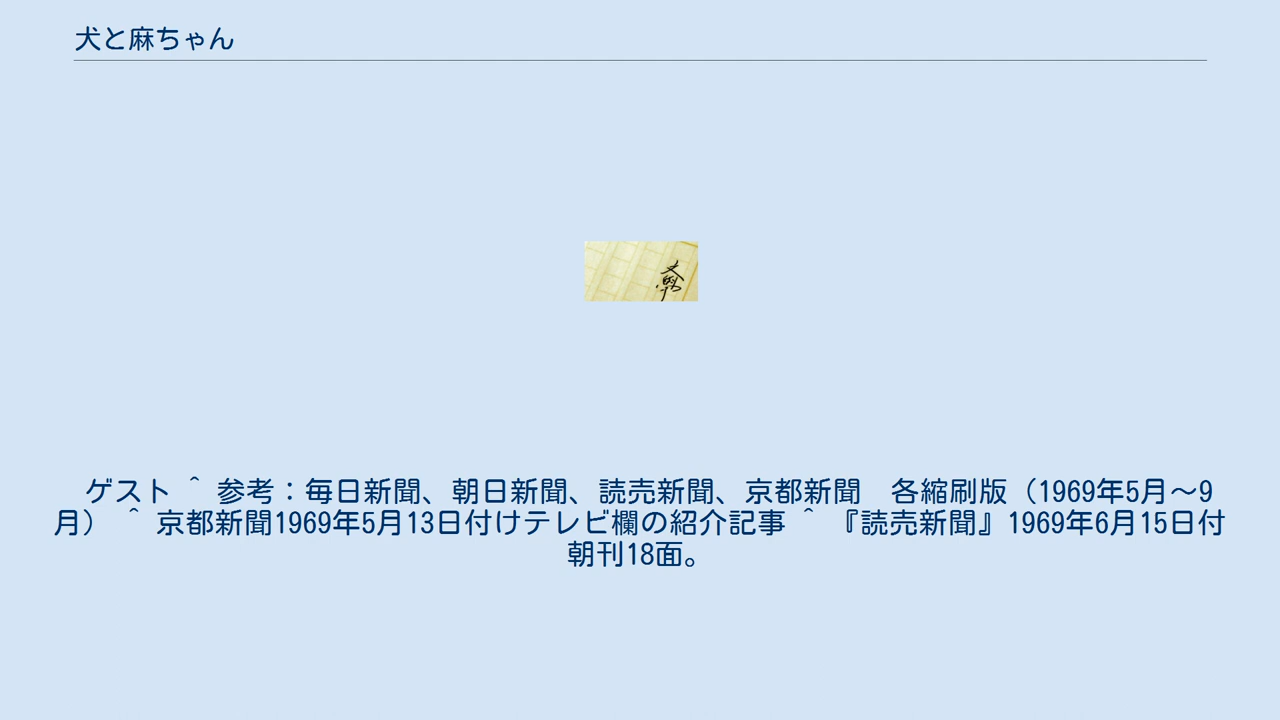 犬と麻ちゃん
ゲスト ^ 参考：毎日新聞、朝日新聞、読売新聞、京都新聞　各縮刷版（1969年5月～9
月） ^ 京都新聞1969年5月13日付けテレビ欄の紹介記事 ^ 『読売新聞』1969年6月15日付
朝刊18面。